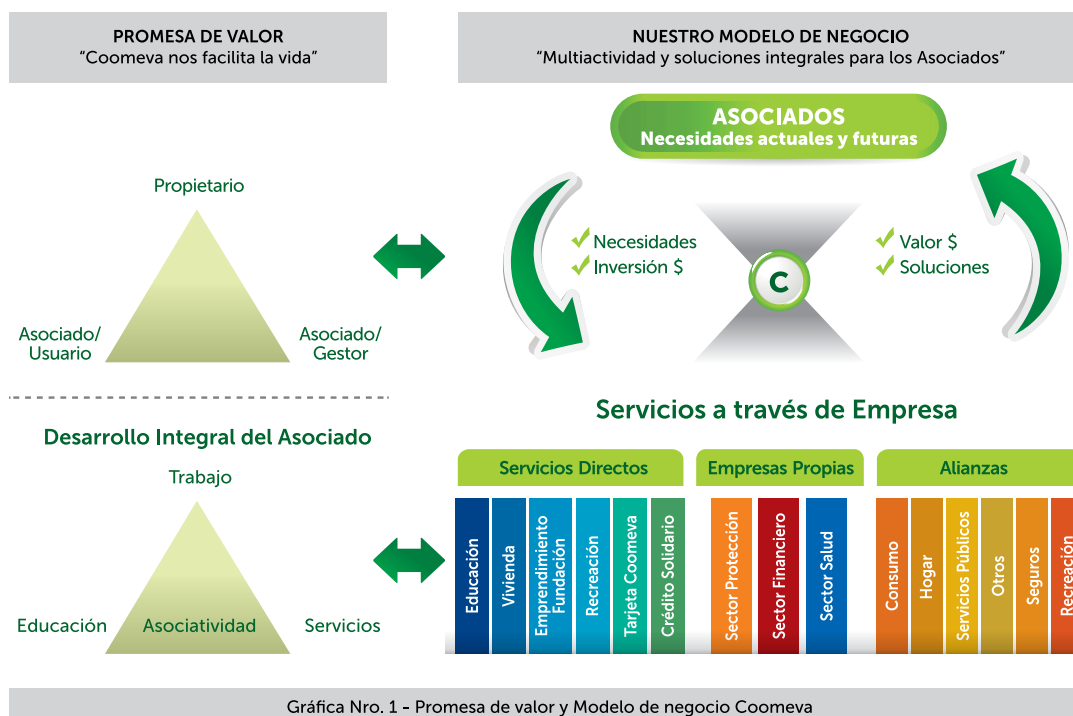 PROMESA DE VALOR
“Coomeva nos facilita la vida”
NUESTRO MODELO DE NEGOCIO
“Multiactividad y soluciones integrales para los Asociados”
Propietario
Asociado/
Usuario
Asociado/
Gestor
ASOCIADOS
Necesidades actuales y futuras
Necesidades
Inversión $
C
Valor $
Soluciones
Desarrollo Integral del Asociado
Trabajo
Educación
Asociatividad
Servicios
Servicios a través de Empresa
Servicios Directos
Educación
Vivienda
Emprendimiento
Fundación
Recreación
Tarjeta Coomeva
Crédito Solidario
Empresas Propias
Sector Protección
Sector Financiero
Sector Salud
Alianzas
Consumo
Hogar
Servicios Públicos
Otros
Seguros
Recreación
Gráfica Nro. 1 - Promesa de valor y Modelo de negocio Coomeva